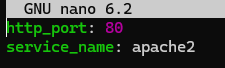 GNU nano 6.2
http_port: 80
service_name: apache2